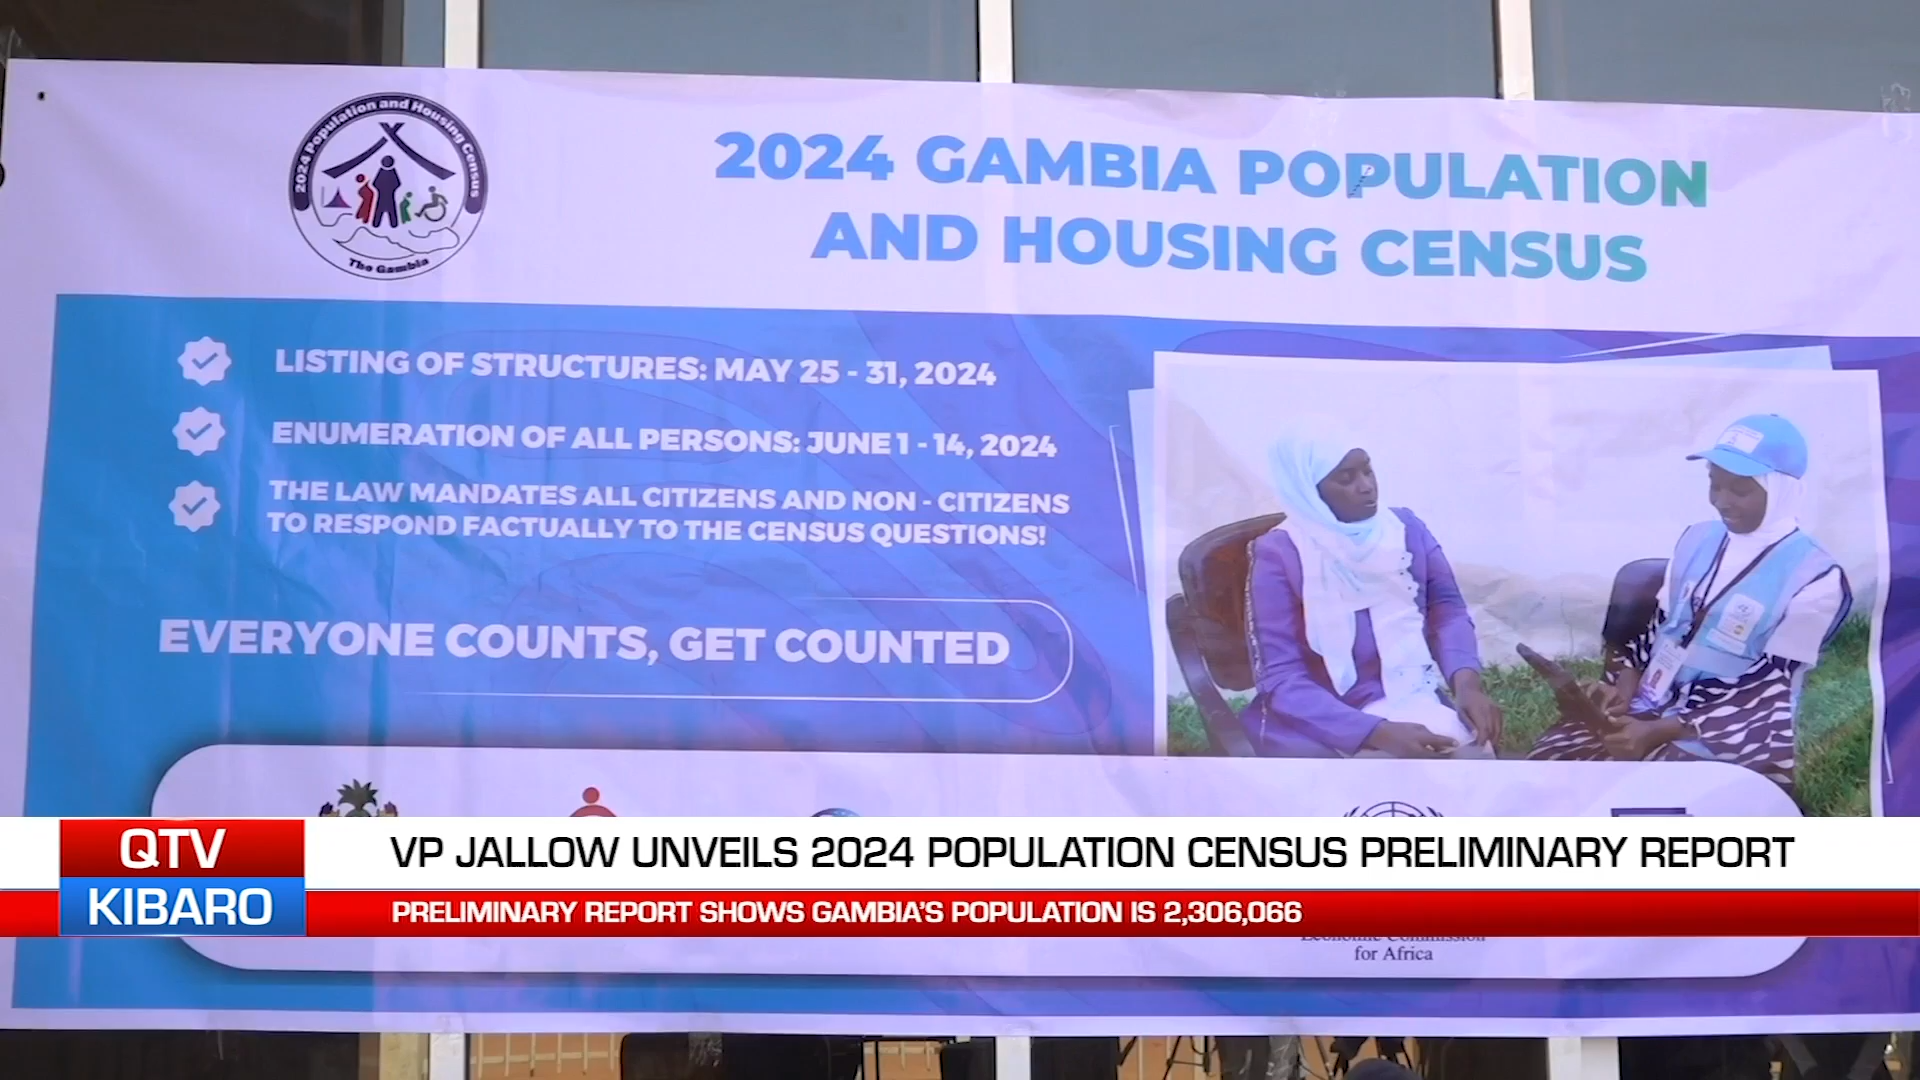 2024 Population and Housing Census
The Gambia
2024 GAMBIA POPULATION
AND HOUSING CENSUS
LISTING OF STRUCTURES: MAY 25 - 31, 2024
ENUMERATION OF ALL PERSONS: JUNE 1 - 14, 2024
THE LAW MANDATES ALL CITIZENS AND NON - CITIZENS
TO RESPOND FACTUALLY TO THE CENSUS QUESTIONS!
EVERYONE COUNTS, GET COUNTED
QTV
KIBARO
VP JALLOW UNVEILS 2024 POPULATION CENSUS PRELIMINARY REPORT
PRELIMINARY REPORT SHOWS GAMBIA'S POPULATION IS 2,306,066
Economic Commission
for Africa